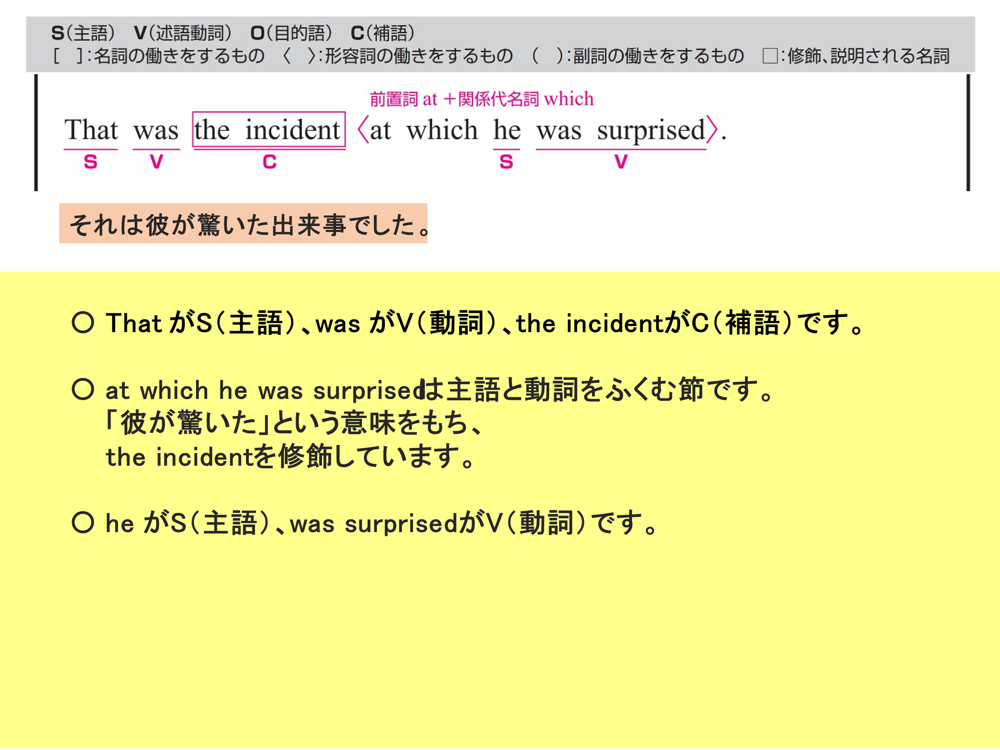 S（主語）　V（述語動詞）　O（目的語）　C（補語）
[　]：名詞の働きをするもの　〈　〉：形容詞の働きをするもの　（　）：副詞の働きをするもの　□：修飾、説明される名詞
前置詞 at ＋関係代名詞 which
That was the incident 〈at which he was surprised〉.
S V C S V
それは彼が驚いた出来事でした。
○ That がS（主語）、was がV（動詞）、the incidentがC（補語）です。
○ at which he was surprisedは主語と動詞をふくむ節です。
「彼が驚いた」という意味をもち、
the incidentを修飾しています。
○ he がS（主語）、was surprisedがV（動詞）です。